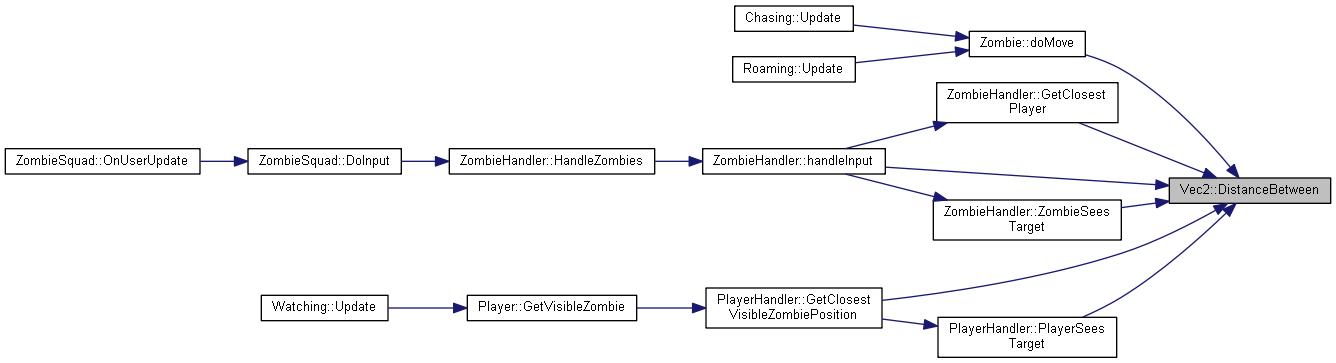 Chasing::Update
Zombie::doMove
Roaming::Update
ZombieHandler::GetClosest
Player
ZombieSquad::OnUserUpdate
ZombieSquad::DoInput
ZombieHandler::HandleZombies
ZombieHandler::handleInput
Vec2::DistanceBetween
ZombieHandler::ZombieSees
Target
Watching::Update
Player::GetVisibleZombie
PlayerHandler::GetClosest
VisibleZombiePosition
PlayerHandler::PlayerSees
Target